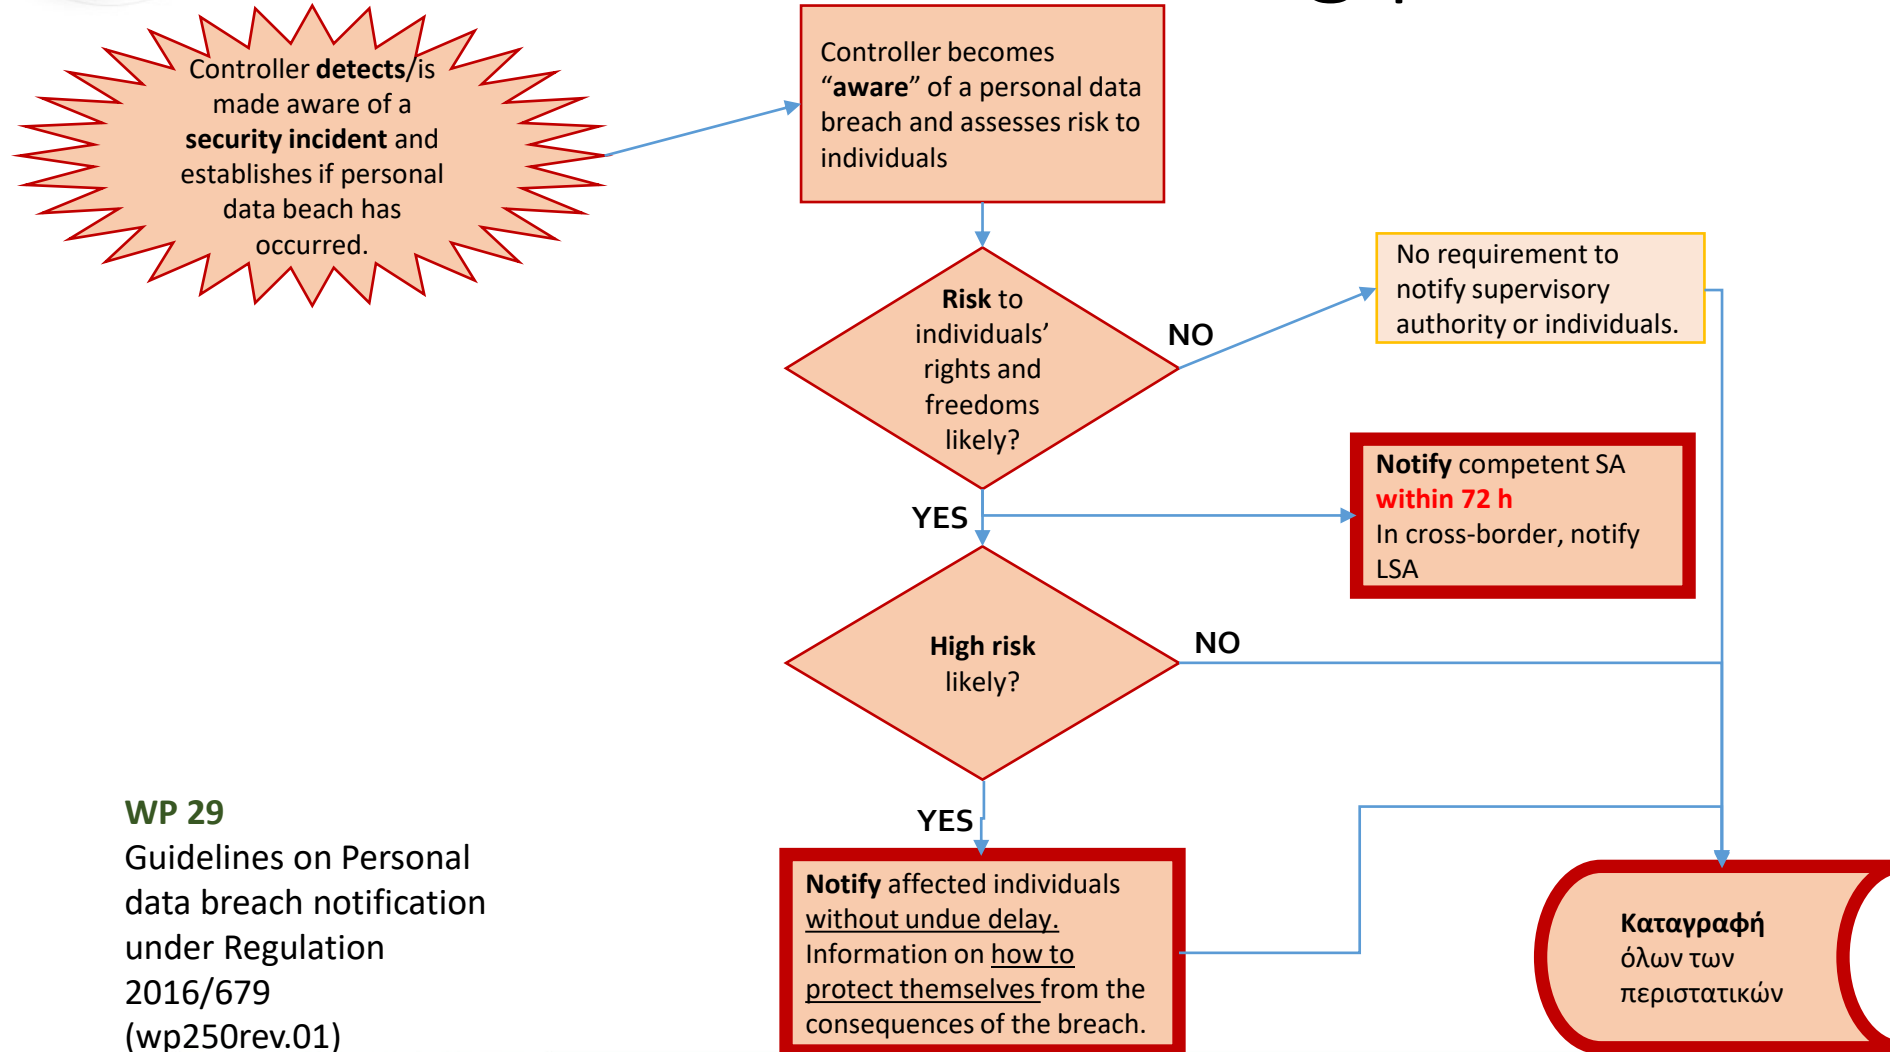 Controller detects/is
made aware of a
security incident and
establishes if personal
data beach has
occurred.
Controller becomes
“aware” of a personal data
breach and assesses risk to
individuals
Risk to
individuals’
rights and
freedoms
likely?
NO
No requirement to
notify supervisory
authority or individuals.
YES
Notify competent SA
within 72 h
In cross-border, notify
LSA
High risk
likely?
NO
YES
Notify affected individuals
without undue delay.
Information on how to
protect themselves from the
consequences of the breach.
Καταγραφή
όλων των
περιστατικών
WP 29
Guidelines on Personal
data breach notification
under Regulation
2016/679
(wp250rev.01)